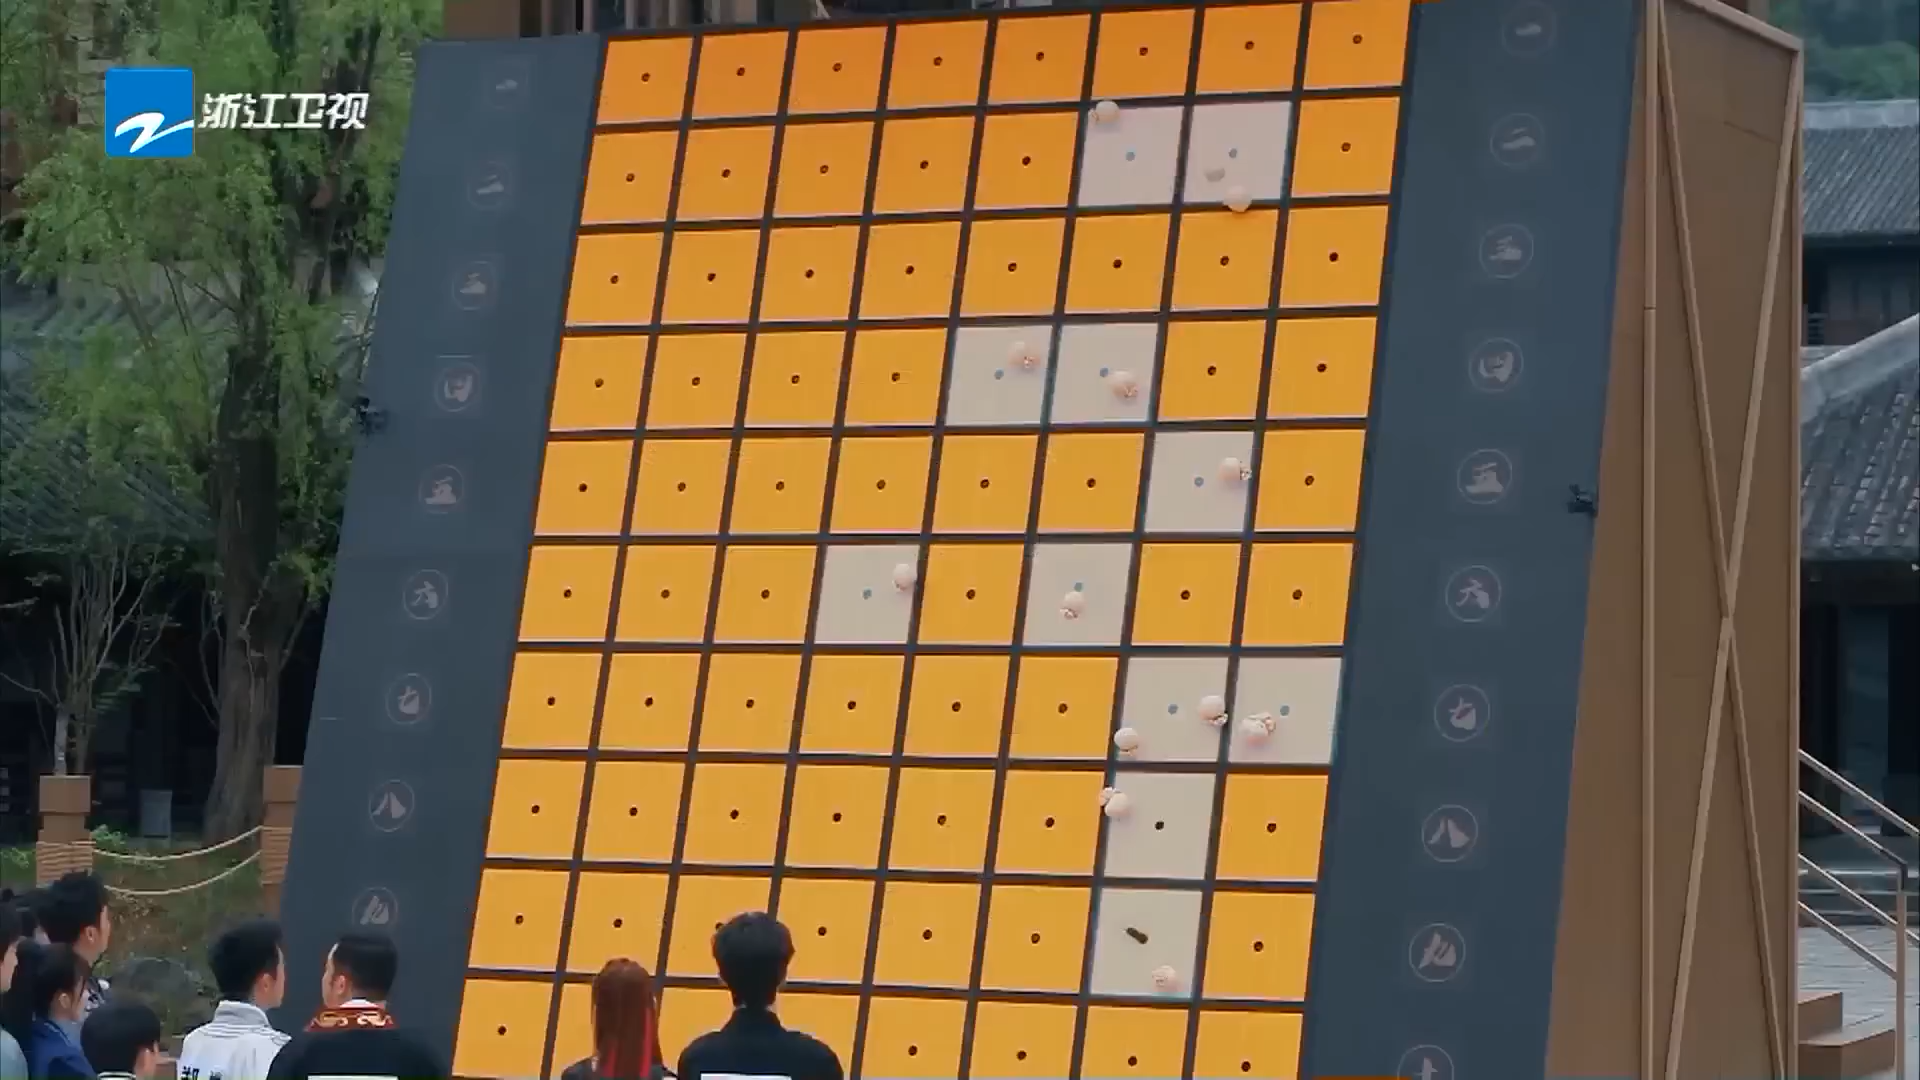 浙江卫视
一
一
二
二
三
三
四
四
五
五
六
六
七
七
八
八
九
九
十